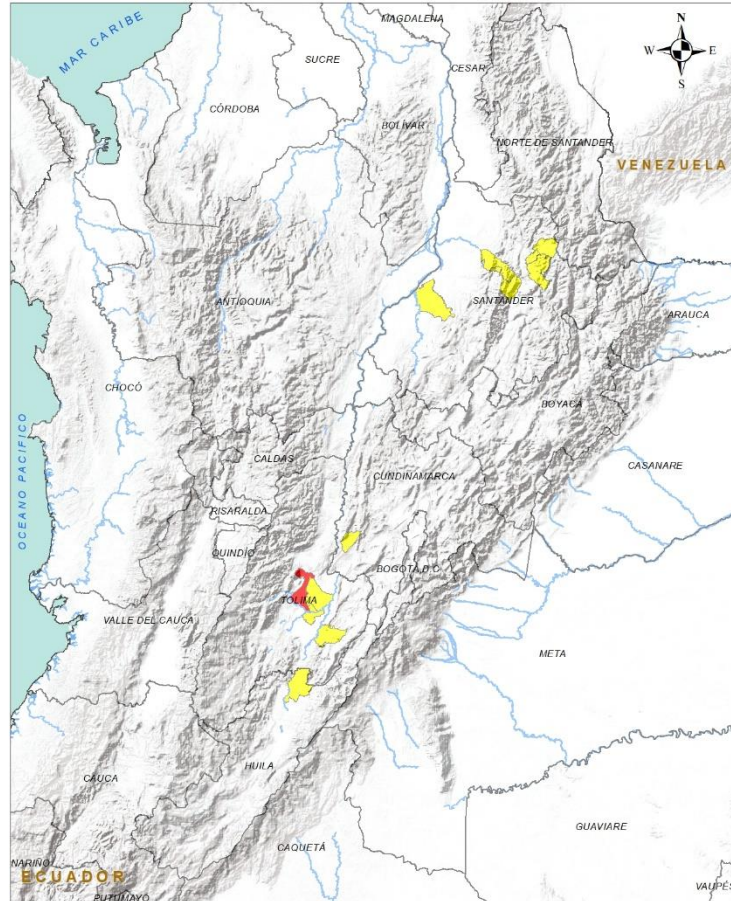 MAGDALENA
MAR CARIBE
SUCRE
CESAR
N
W E
S
CÓRDOBA
BOLÍVAR
NORTE DE SANTANDER
VENEZUELA
ANTIOQUIA
SANTANDER
ARAUCA
CHOCÓ
BOYACÁ
OCEANO PACIFICO
CALDAS
CUNDINAMARCA
CASANARE
RISARALDA
QUINDÍO
BOGOTÁ D.C
TOLIMA
VALLE DEL CAUCA
META
HUILA
CAUCA
GUAVIARE
CAQUETÁ
NARIÑO
ECUADOR
PUTUMAYO
VAUPÉS